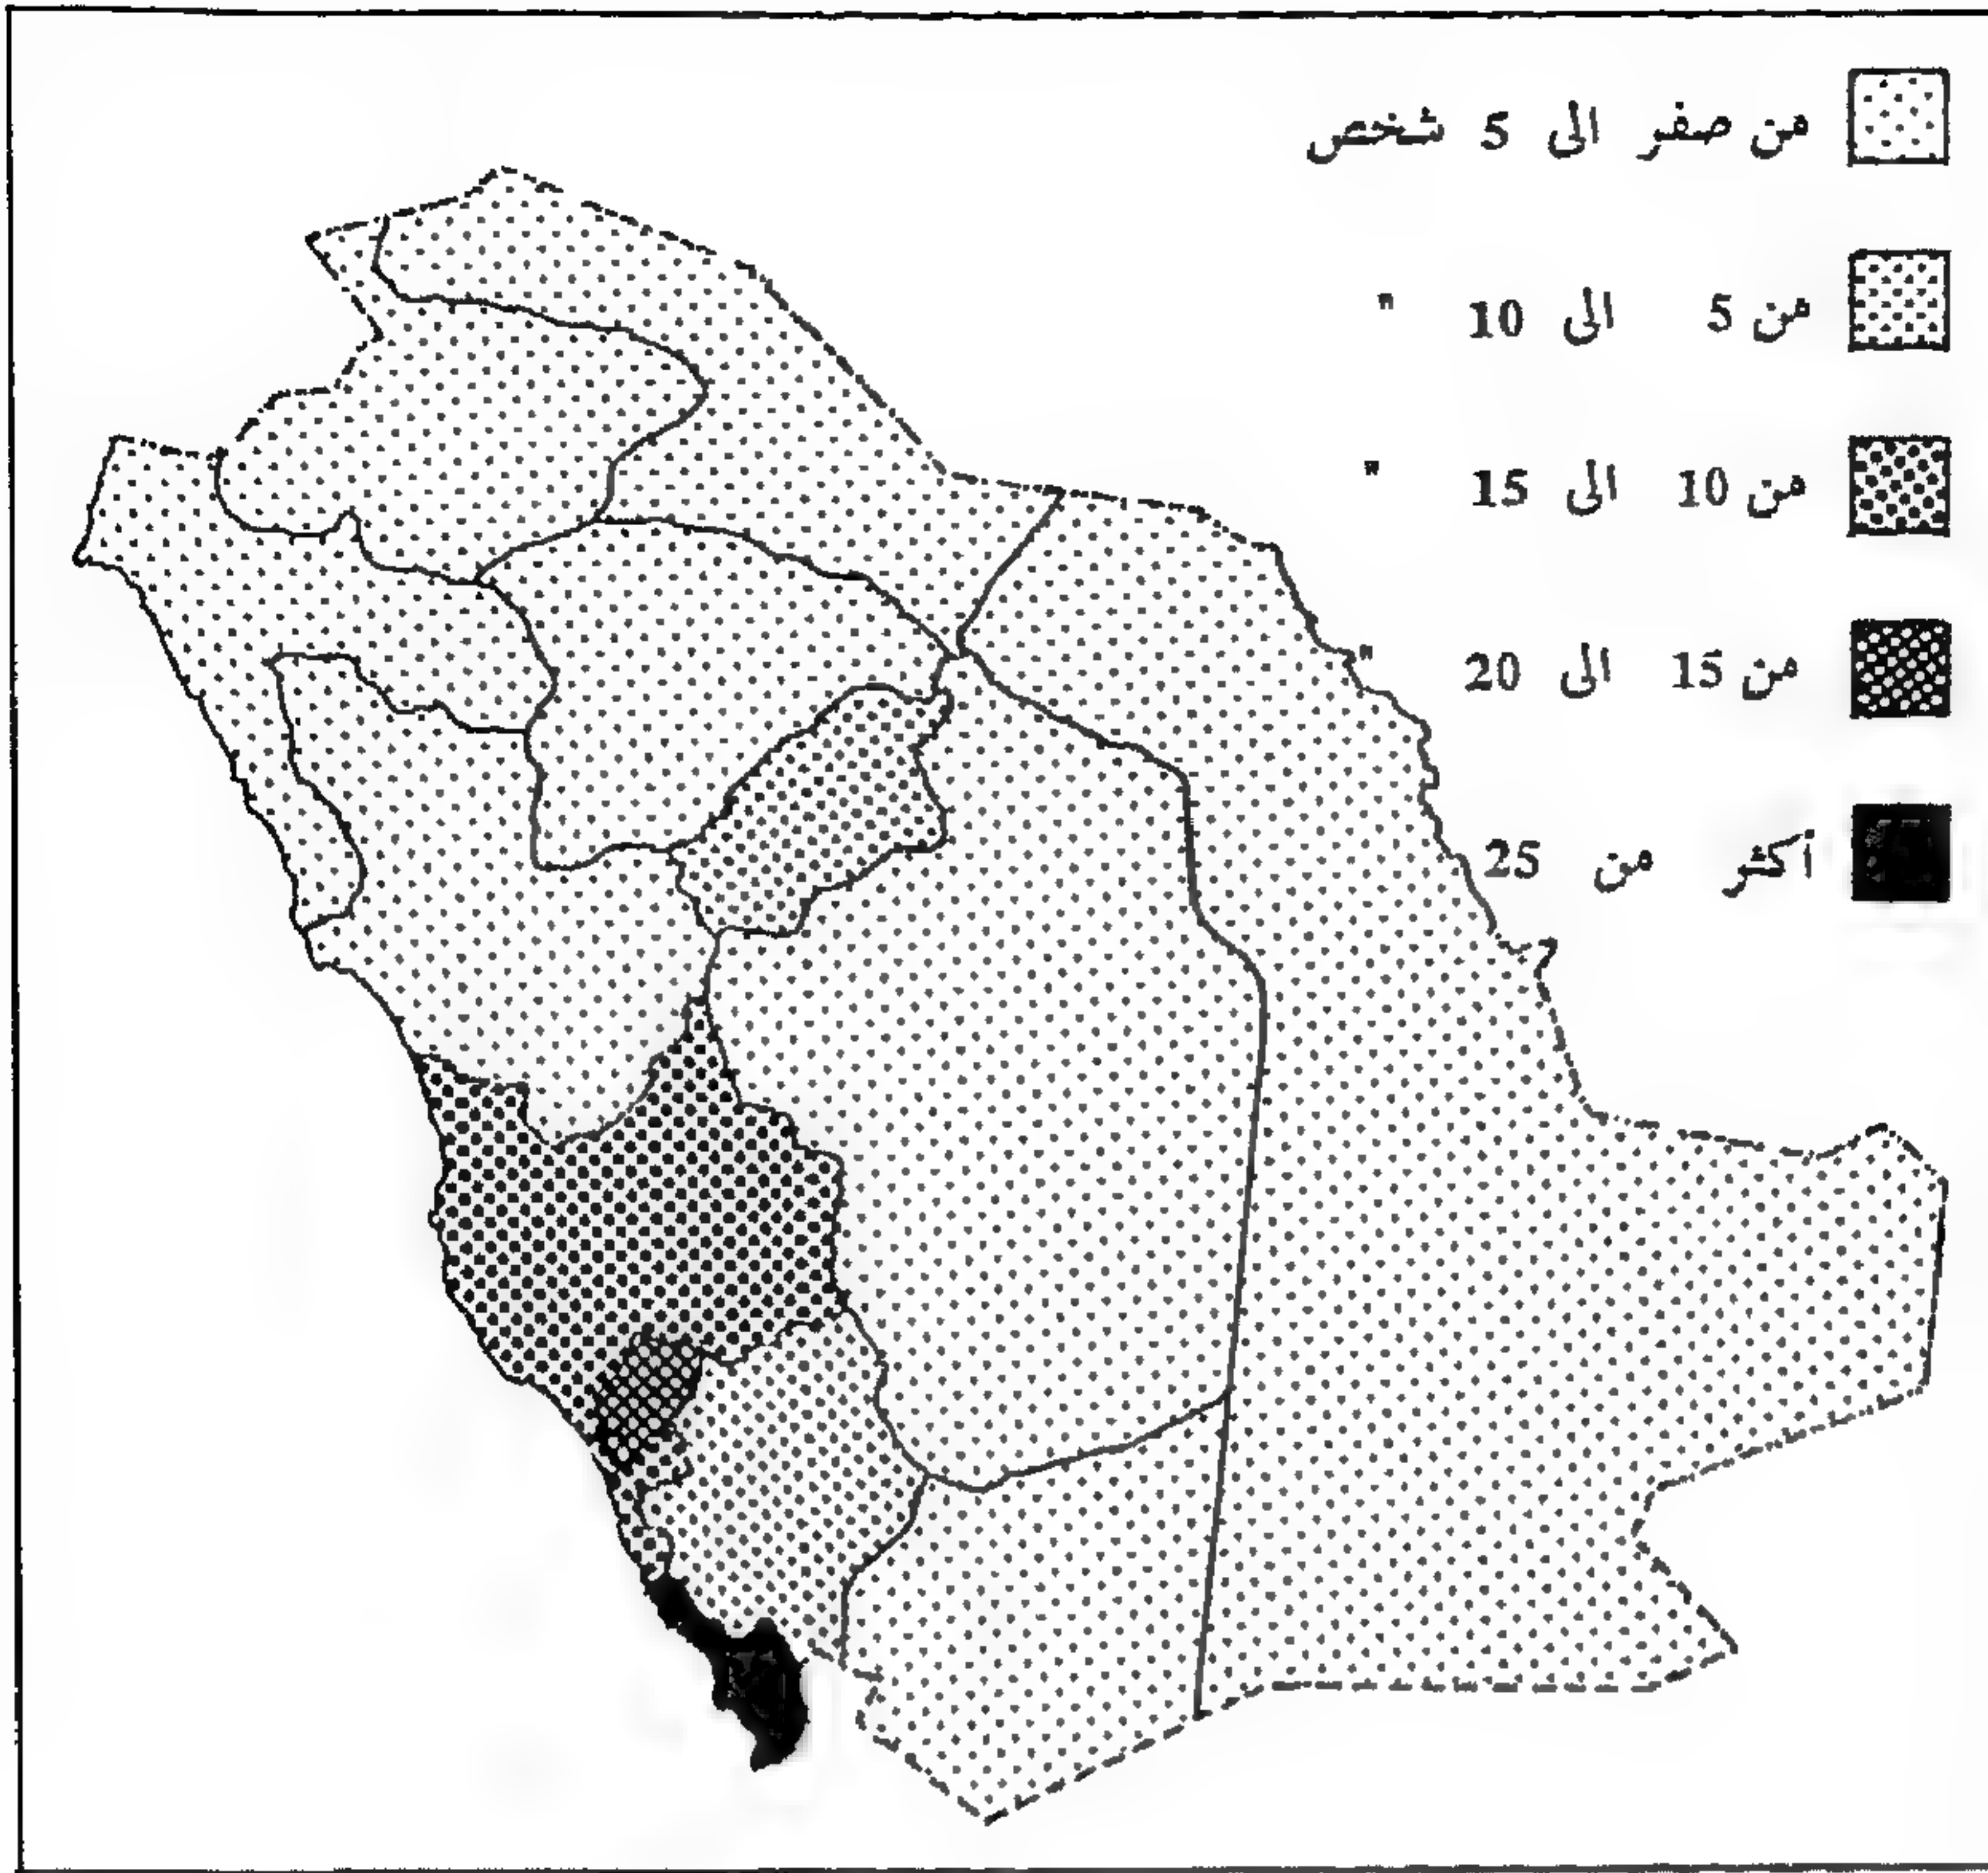 من صفر الى 5 شخص
من 5 الى 10 "
من 10 الى 15 "
من 15 الى 20 "
أكثر من 25